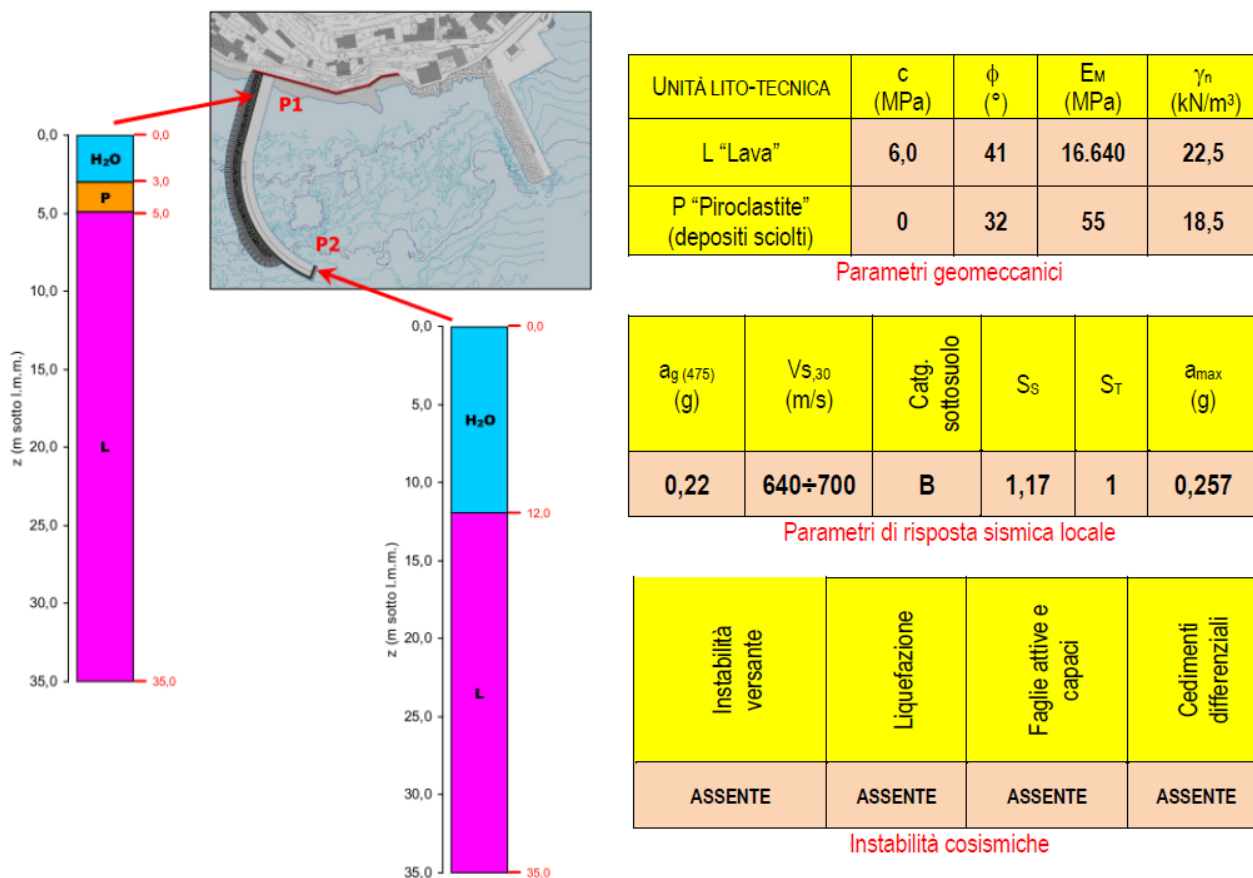 P1
P2
0,0
5,0
10,0
15,0
20,0
25,0
30,0
35,0
z (m sotto l.m.m.)
H₂O
P
L
0,0
3,0
5,0
35,0
0,0
5,0
10,0
15,0
20,0
25,0
30,0
35,0
z (m sotto l.m.m.)
H₂O
L
0,0
12,0
35,0
UNITÀ LITO-TECNICA
c
(MPa)
ϕ
(°)
E_M
(MPa)
γₙ
(kN/m³)
L “Lava”
6,0
41
16.640
22,5
P “Piroclastite”
(depositi sciolti)
0
32
55
18,5
Parametri geomeccanici
a_g (475)
(g)
Vs,30
(m/s)
Catg.
sottosuolo
S_S
S_T
a_max
(g)
0,22
640÷700
B
1,17
1
0,257
Parametri di risposta sismica locale
Instabilità
versante
Liquefazione
Faglie attive e
capaci
Cedimenti
differenziali
ASSENTE
ASSENTE
ASSENTE
ASSENTE
Instabilità cosismiche